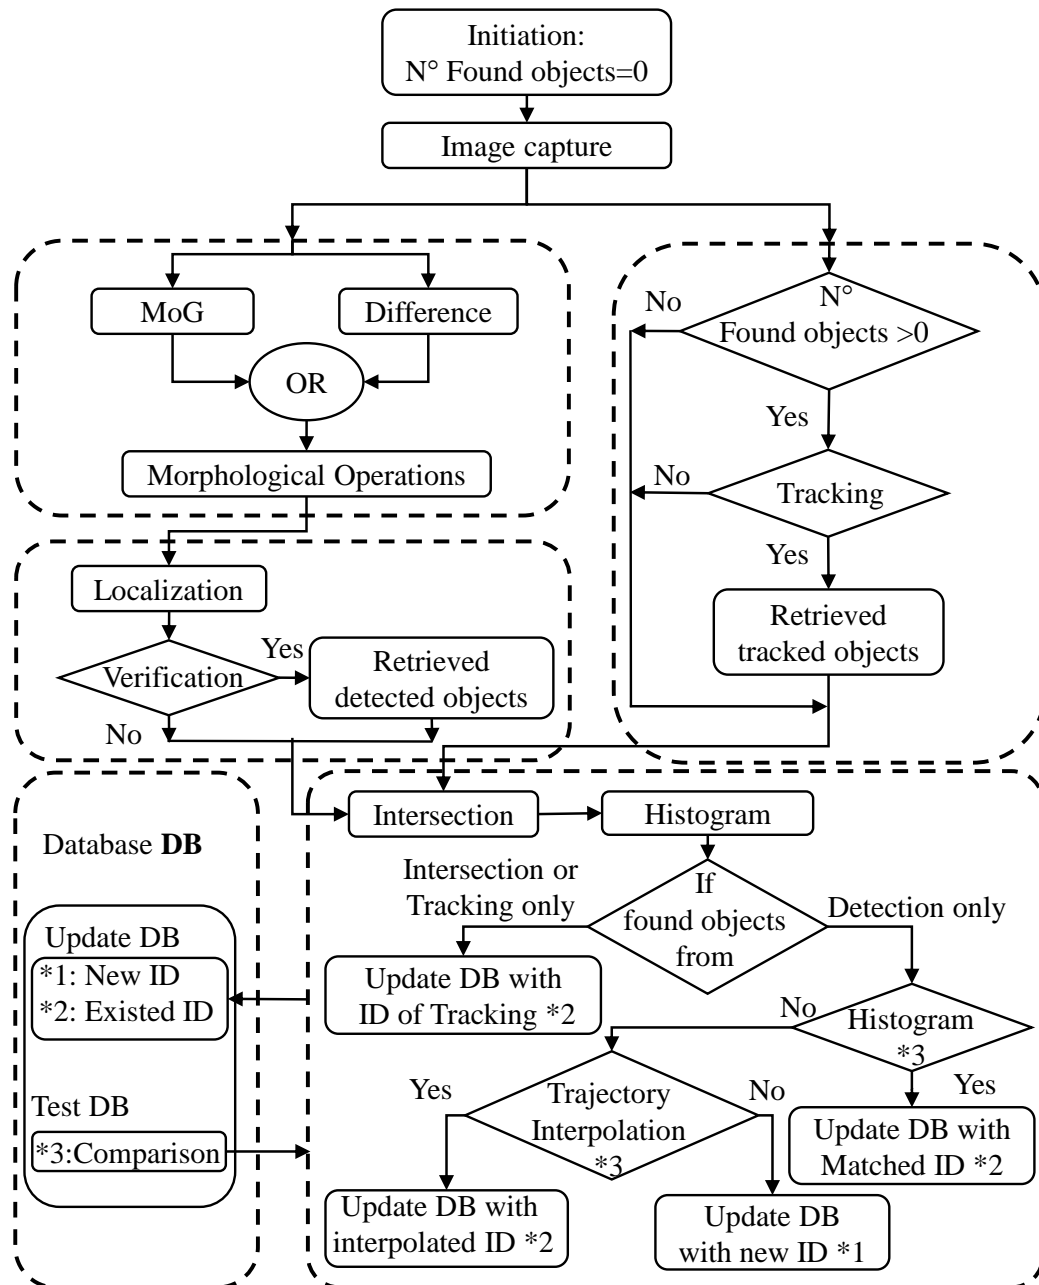 Initiation:
N° Found objects=0
Image capture
MoG
Difference
OR
Morphological Operations
No
N°
Found objects >0
Yes
No
Tracking
Yes
Retrieved
tracked objects
Localization
Verification
Yes
Retrieved
detected objects
No
Intersection
Histogram
Intersection or
Tracking only
If
found objects
from
Detection only
Update DB with
ID of Tracking *2
No
Histogram
*3
Yes
Update DB with
Matched ID *2
Yes
Trajectory
Interpolation
*3
No
Update DB with
interpolated ID *2
Update DB
with new ID *1
Database DB
Update DB
*1: New ID
*2: Existed ID
Test DB
*3:Comparison